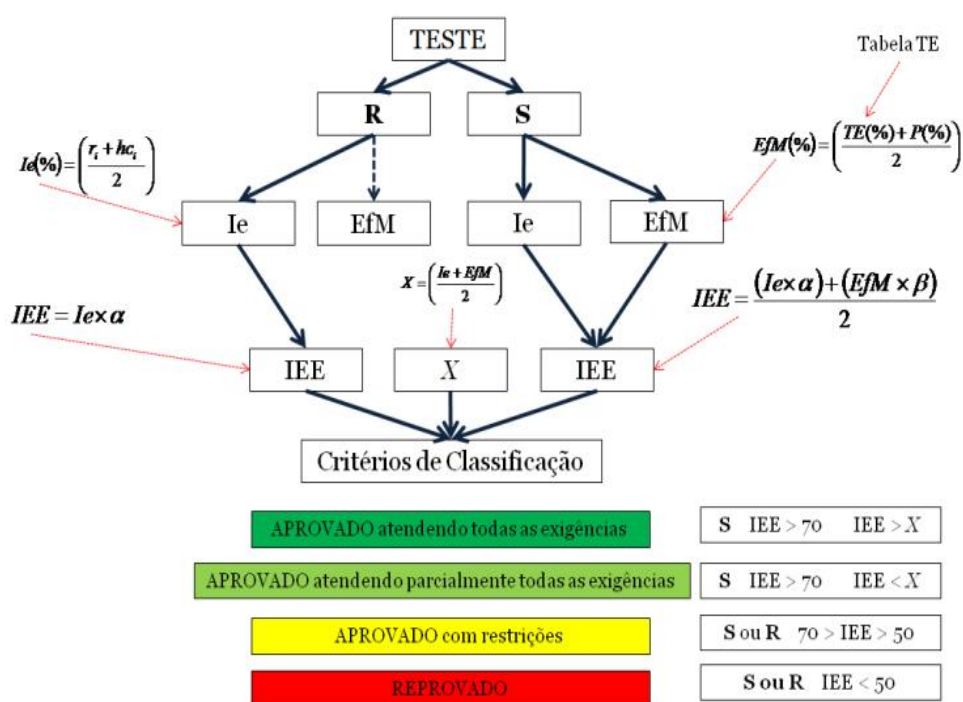 TESTE
Tabela TE
R
S
Ie(%) = ((r_i + hc_i)/2)
EfM(%) = ((TE(%) + P(%))/2)
Ie
EfM
Ie
EfM
X = ((Ie + EfM)/2)
IEE = Ie×α
IEE = ((Ie×α) + (EfM×β))/2
IEE
X
IEE
Critérios de Classificação
APROVADO atendendo todas as exigências
S IEE > 70 IEE > X
APROVADO atendendo parcialmente todas as exigências
S IEE > 70 IEE < X
APROVADO com restrições
S ou R 70 > IEE > 50
REPROVADO
S ou R IEE < 50